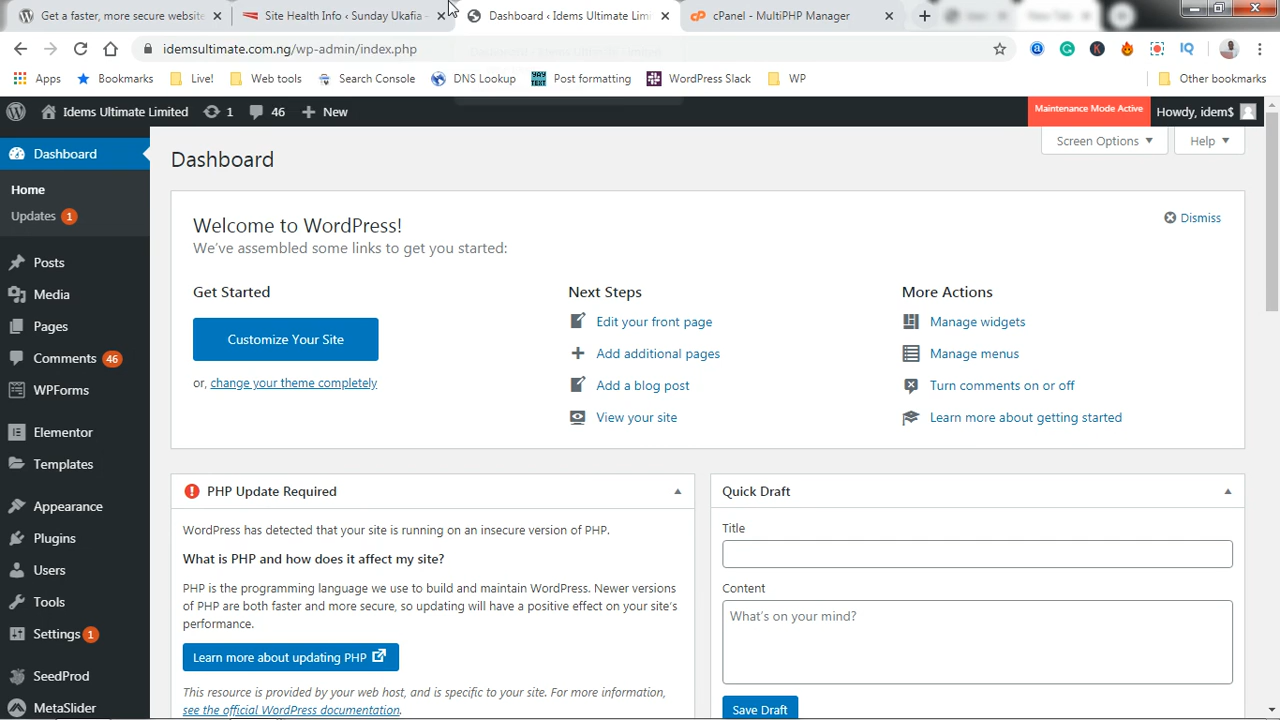 Get a faster, more secure website
Site Health Info ‹ Sunday Ukafia -
Dashboard ‹ Idems Ultimate Limi
cPanel - MultiPHP Manager
idemsultimate.com.ng/wp-admin/index.php
Apps
Bookmarks
Live!
Web tools
Search Console
DNS Lookup
Post formatting
WordPress Slack
WP
Other bookmarks
Idems Ultimate Limited
1
46
New
Maintenance Mode Active
Howdy, idem$
Dashboard
Home
Updates 1
Posts
Media
Pages
Comments 46
WPForms
Elementor
Templates
Appearance
Plugins
Users
Tools
Settings 1
SeedProd
MetaSlider
Dashboard
Screen Options
Help
Welcome to WordPress!
We've assembled some links to get you started:
Dismiss
Get Started
Customize Your Site
or, change your theme completely
Next Steps
Edit your front page
Add additional pages
Add a blog post
View your site
More Actions
Manage widgets
Manage menus
Turn comments on or off
Learn more about getting started
PHP Update Required
WordPress has detected that your site is running on an insecure version of PHP.
What is PHP and how does it affect my site?
PHP is the programming language we use to build and maintain WordPress. Newer versions
of PHP are both faster and more secure, so updating will have a positive effect on your site's
performance.
Learn more about updating PHP
This resource is provided by your web host, and is specific to your site. For more information,
see the official WordPress documentation.
Quick Draft
Title
Content
What's on your mind?
Save Draft